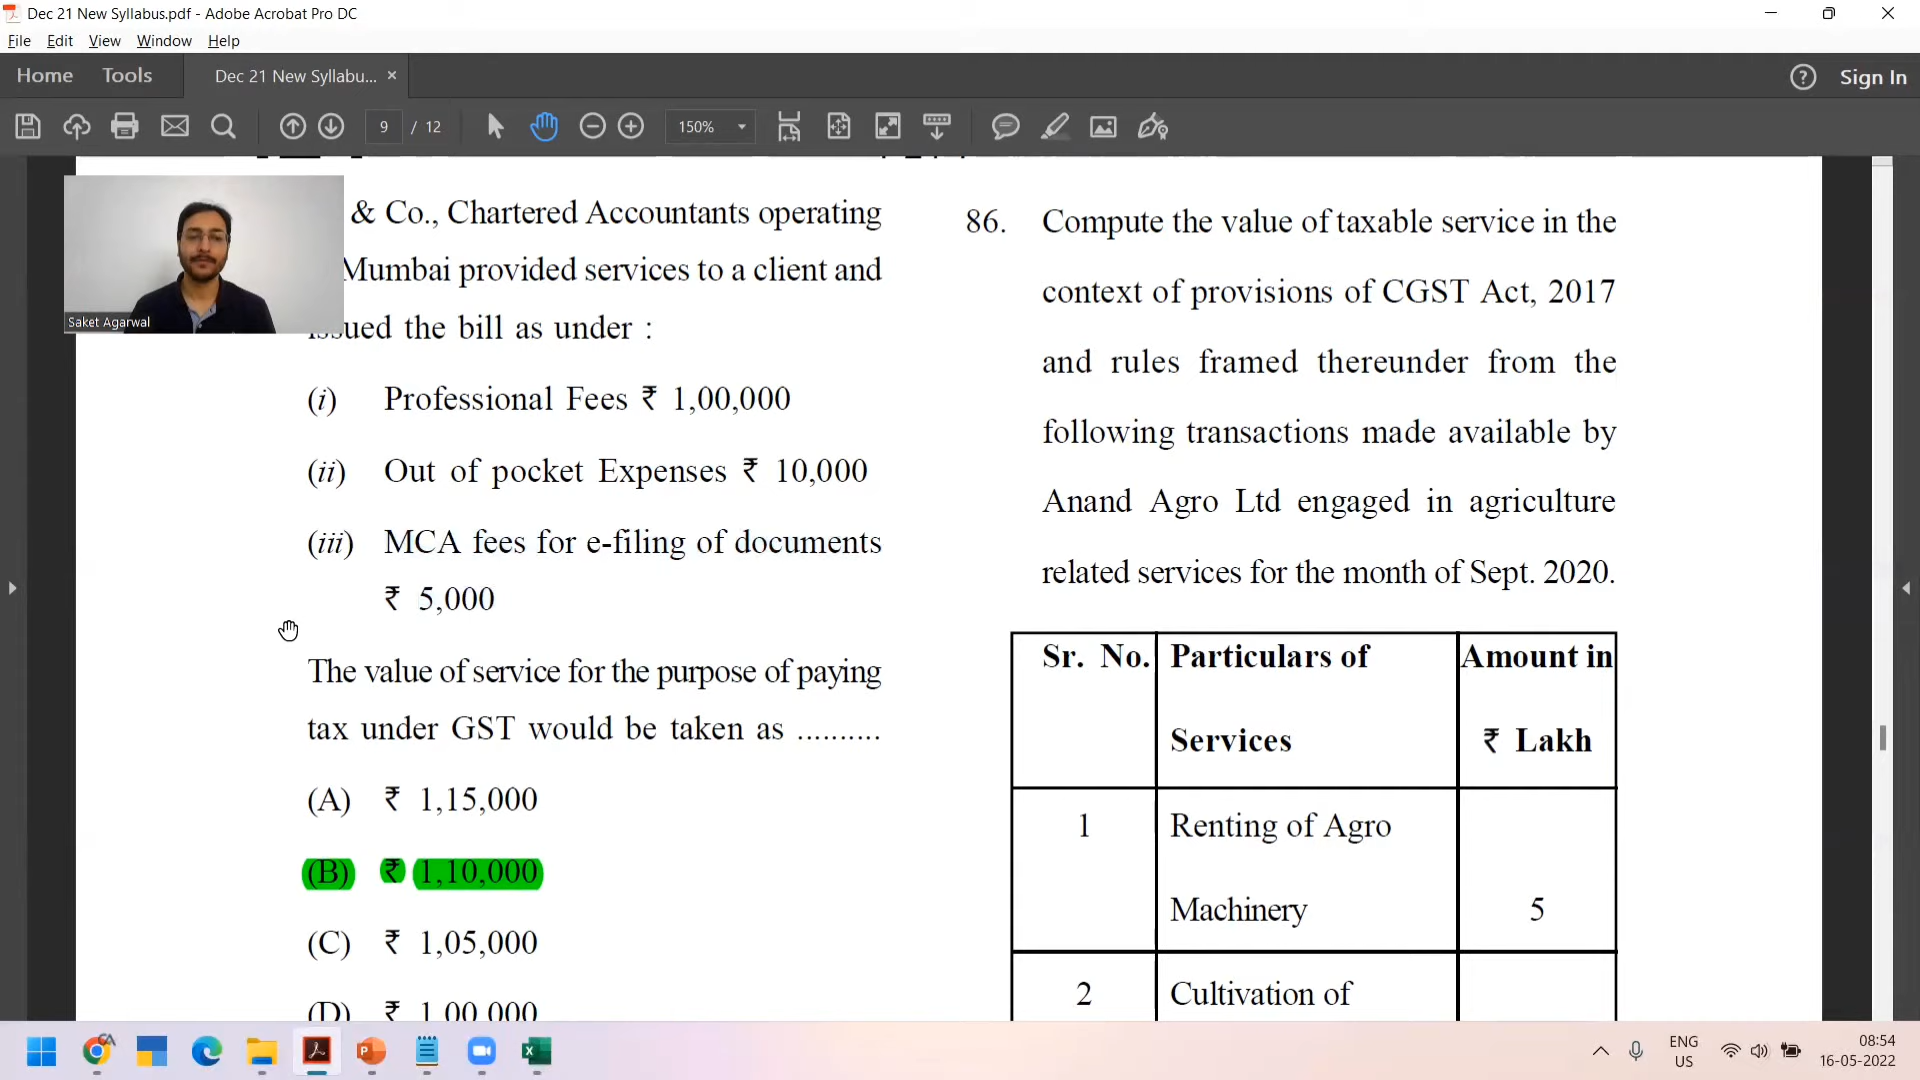 Dec 21 New Syllabus.pdf - Adobe Acrobat Pro DC
File Edit View Window Help
Home Tools Dec 21 New Syllabu... × Sign In
9 / 12 150%
& Co., Chartered Accountants operating
Mumbai provided services to a client and
issued the bill as under :
(i) Professional Fees ₹ 1,00,000
(ii) Out of pocket Expenses ₹ 10,000
(iii) MCA fees for e-filing of documents
₹ 5,000
The value of service for the purpose of paying
tax under GST would be taken as ..........
(A) ₹ 1,15,000
(B) ₹ 1,10,000
(C) ₹ 1,05,000
(D) ₹ 1,00,000
Saket Agarwal
86. Compute the value of taxable service in the
context of provisions of CGST Act, 2017
and rules framed thereunder from the
following transactions made available by
Anand Agro Ltd engaged in agriculture
related services for the month of Sept. 2020.
Sr. No. Particulars of Amount in
Services ₹ Lakh
1 Renting of Agro
Machinery 5
2 Cultivation of
ENG
US
08:54
16-05-2022